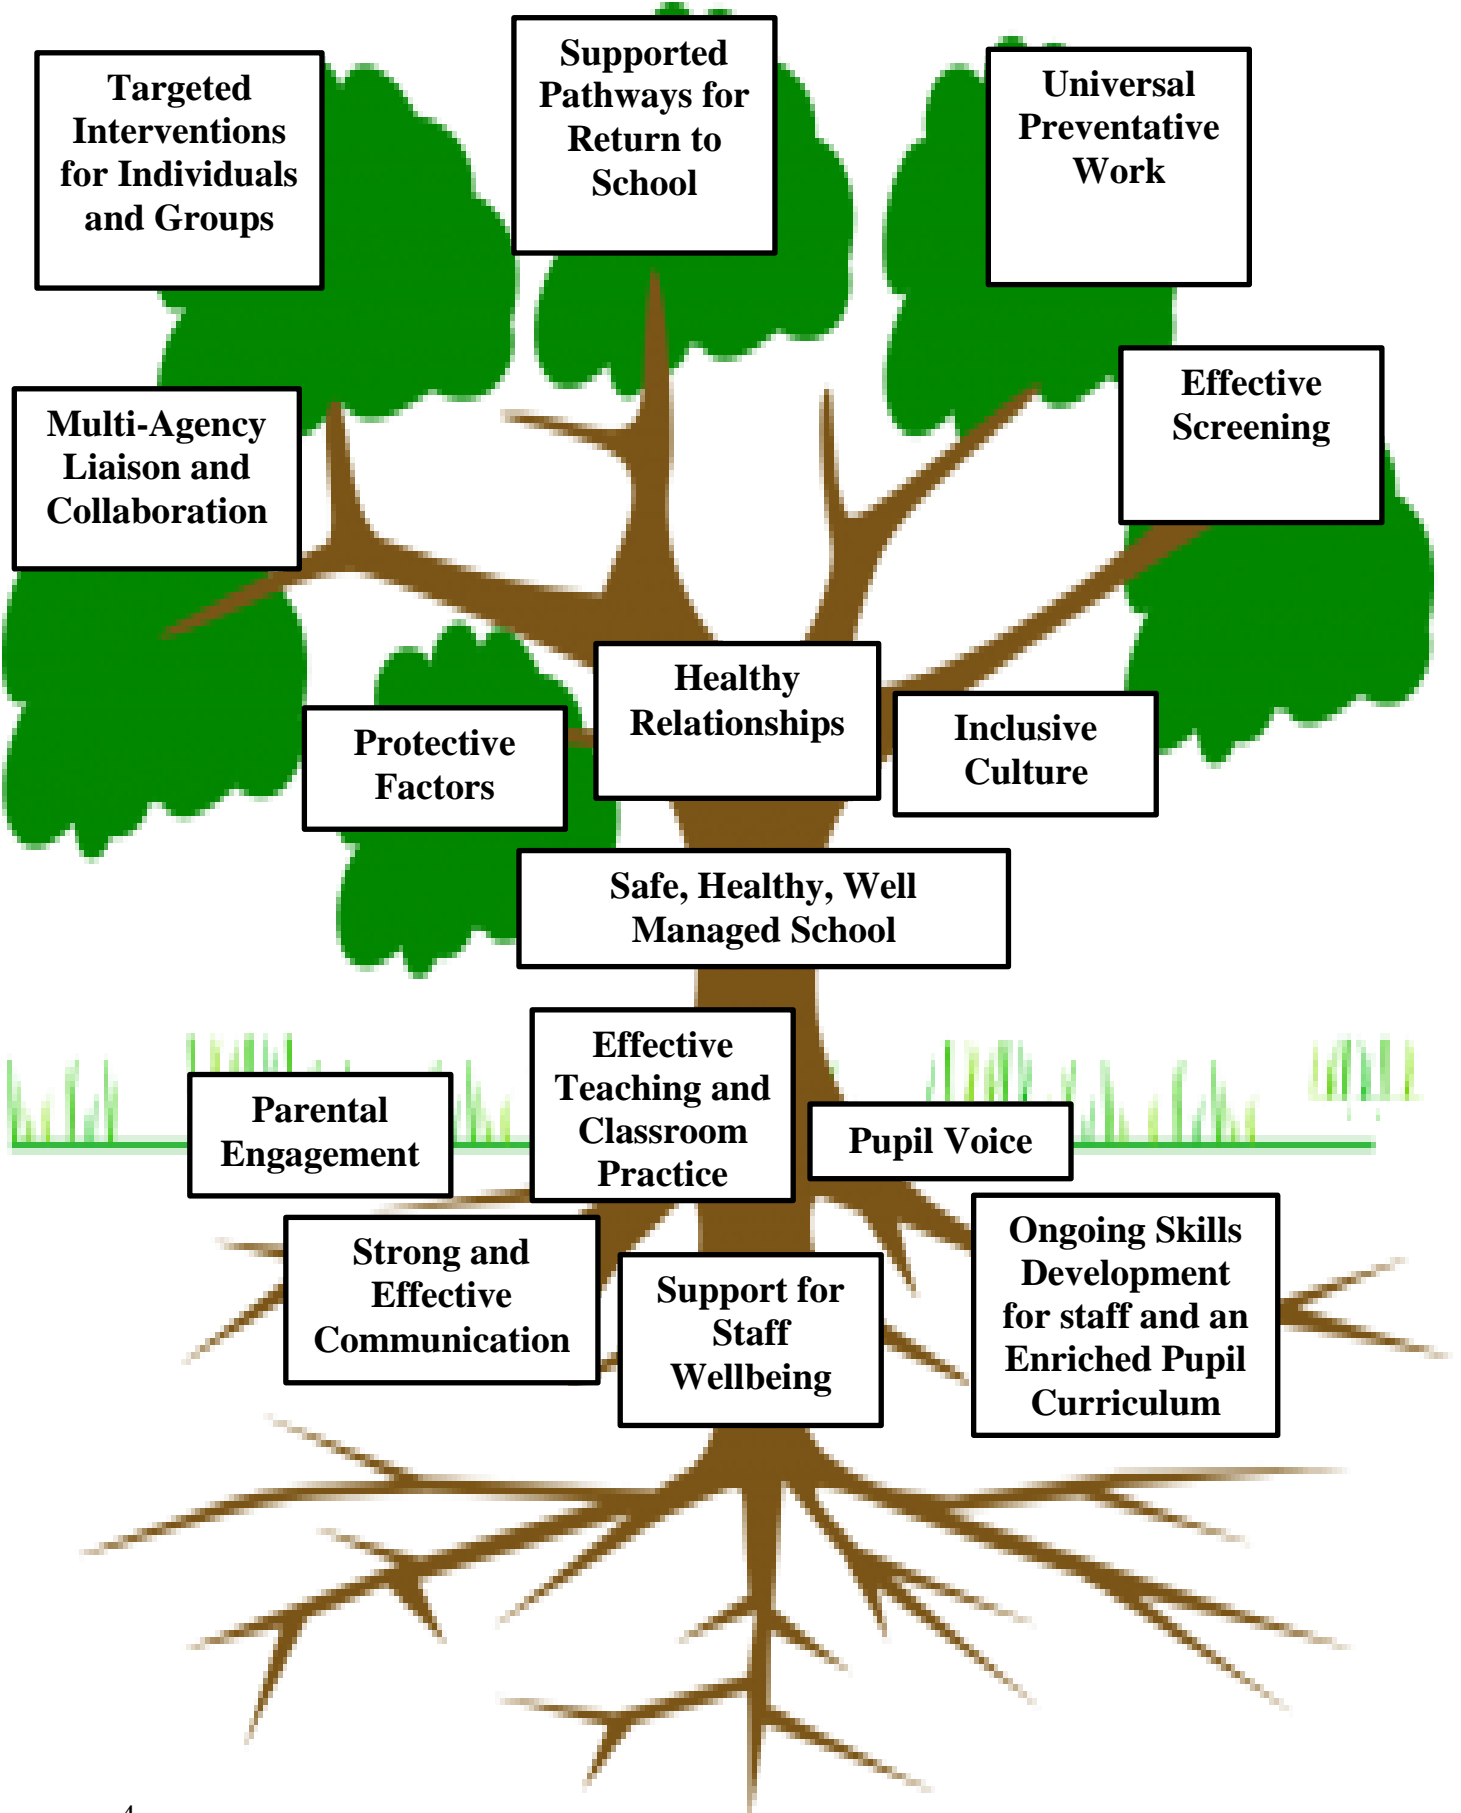 Targeted
Interventions
for Individuals
and Groups
Supported
Pathways for
Return to
School
Universal
Preventative
Work
Multi-Agency
Liaison and
Collaboration
Effective
Screening
Healthy
Relationships
Protective
Factors
Inclusive
Culture
Safe, Healthy, Well
Managed School
Effective
Teaching and
Classroom
Practice
Parental
Engagement
Pupil Voice
Strong and
Effective
Communication
Support for
Staff
Wellbeing
Ongoing Skills
Development
for staff and an
Enriched Pupil
Curriculum
4